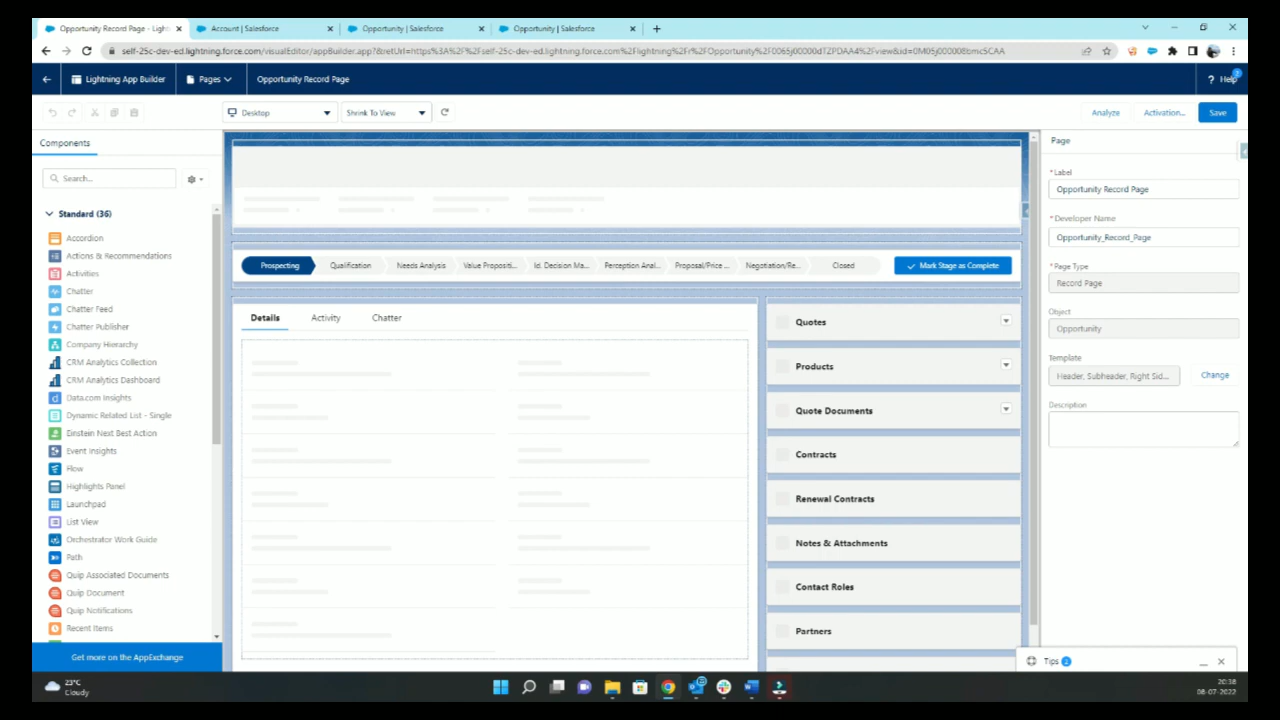 Opportunity Record Page - Light
Account | Salesforce
Opportunity | Salesforce
Opportunity | Salesforce
Lightning App Builder
Pages
Opportunity Record Page
? Help
Desktop
Shrink To View
Analyze
Activation...
Save
Components
Search...
Standard (36)
Accordion
Actions & Recommendations
Activities
Chatter
Chatter Feed
Chatter Publisher
Company Hierarchy
CRM Analytics Collection
CRM Analytics Dashboard
Data.com Insights
Dynamic Related List - Single
Einstein Next Best Action
Event Insights
Flow
Highlights Panel
Launchpad
List View
Orchestrator Work Guide
Path
Quip Associated Documents
Quip Document
Quip Notifications
Recent Items
Get more on the AppExchange
Prospecting
Qualification
Needs Analysis
Value Propositi...
Id. Decision Ma...
Perception Anal...
Proposal/Price ...
Negotiation/Re...
Closed
Mark Stage as Complete
Details
Activity
Chatter
Quotes
Products
Quote Documents
Contracts
Renewal Contracts
Notes & Attachments
Contact Roles
Partners
Page
*Label
Opportunity Record Page
*Developer Name
Opportunity_Record_Page
*Page Type
Record Page
Object
Opportunity
Template
Header, Subheader, Right Sid...
Change
Description
Tips 2
23°C
Cloudy
20:38
08-07-2022